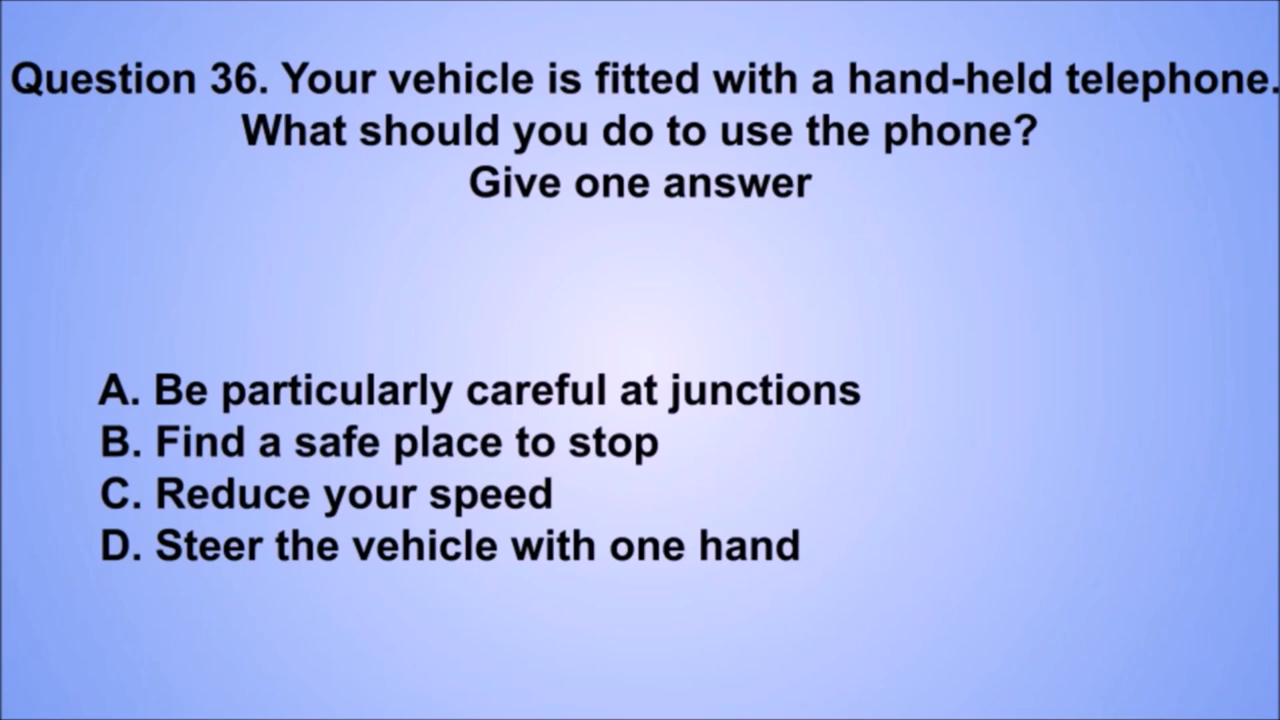 Question 36. Your vehicle is fitted with a hand-held telephone.
What should you do to use the phone?
Give one answer
A. Be particularly careful at junctions
B. Find a safe place to stop
C. Reduce your speed
D. Steer the vehicle with one hand